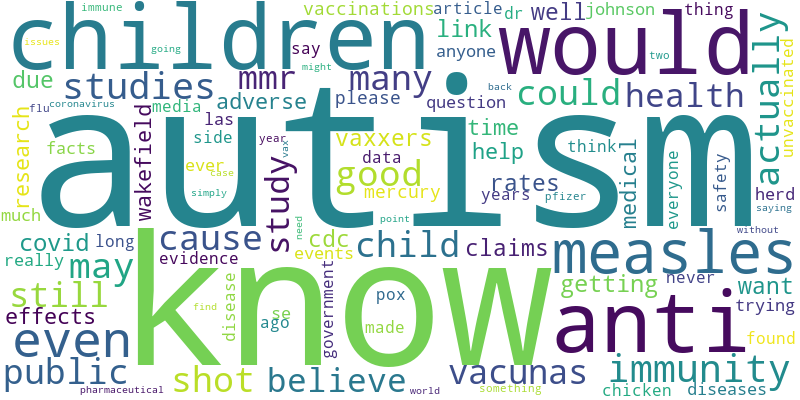 children
immune
vaccinations
article
dr
well
johnson
thing
issues
going
say
link
anyone
would
due
studies
mmr
might
many
two
back
could
health
actually
unvaccinated
flu
coronavirus
media
adverse
please
question
las
time
research
facts
wakefield
side
year
vax
vaxxers
help
think
medical
everyone
safety
autism
ever
case
study
data
good
mercury
rates
years
pfizer
herd
saying
much
simply
point
need
without
covid
long
cause
cdc
child
claims
measles
really
may
evidence
events
government
getting
never
want
still
disease
se
pox
know
trying
effects
even
ago
made
find
anti
found
public
shot
believe
vacunas
immunity
pharmaceutical
world
something
chicken
diseases